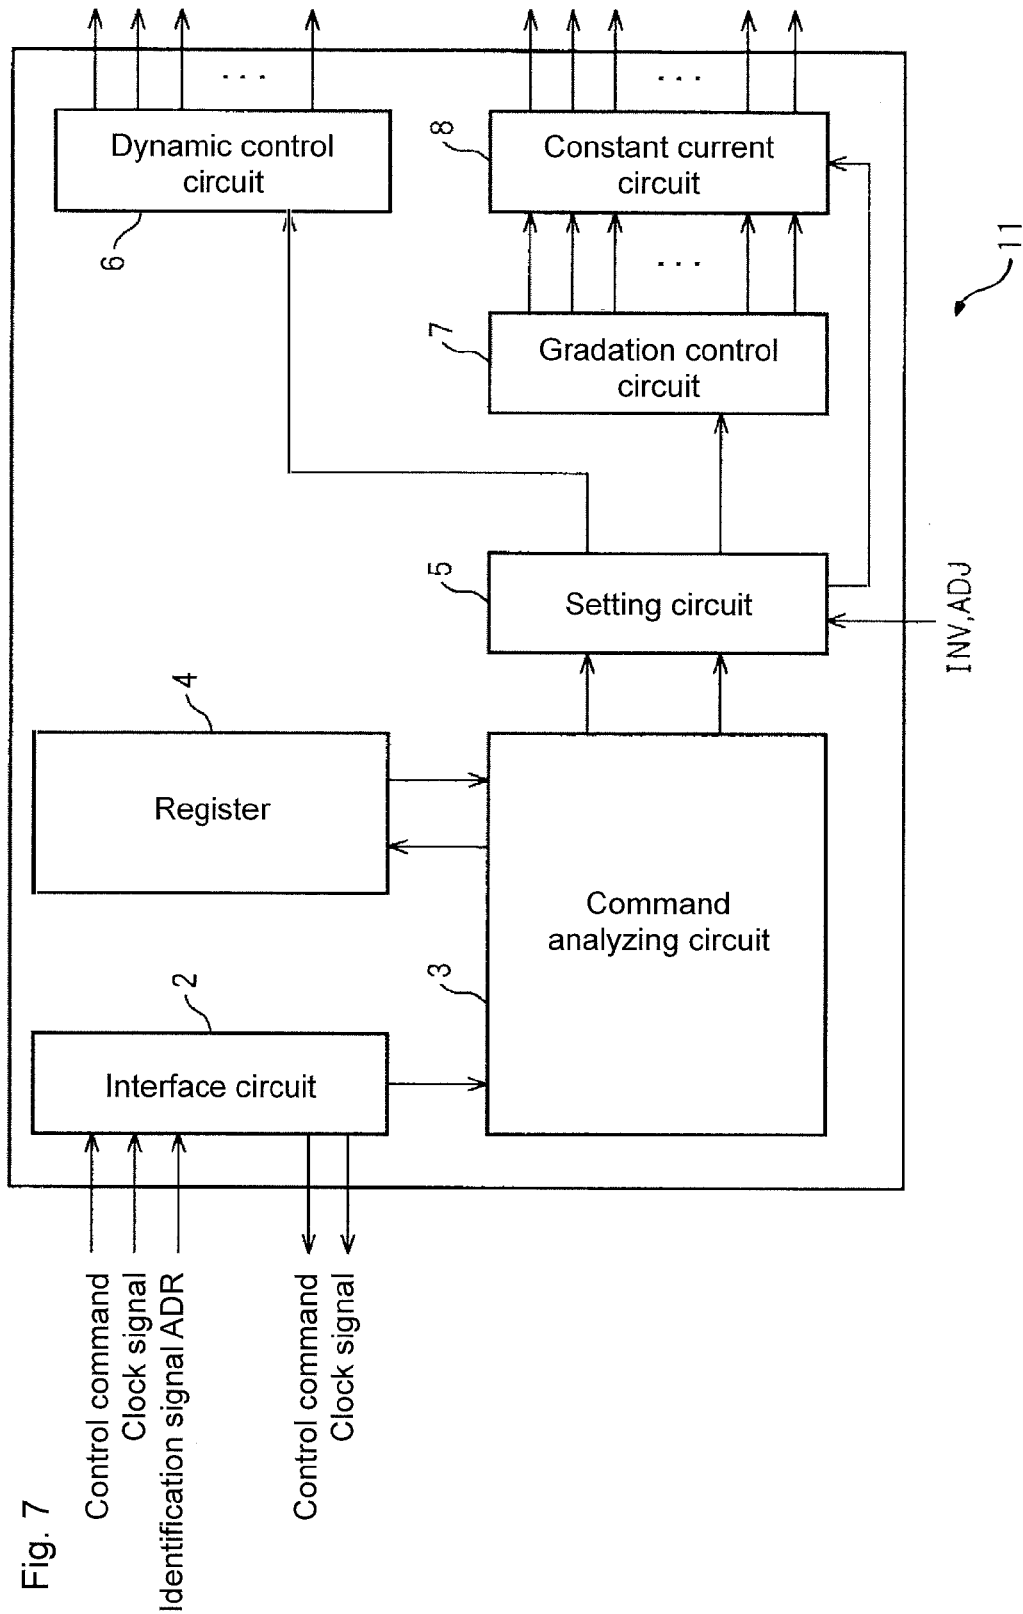 Fig. 7
Control command
Clock signal
Identification signal ADR
Control command
Clock signal
2
Interface circuit
4
Register
3
Command
analyzing circuit
5
Setting circuit
INV,ADJ
6
Dynamic control
circuit
7
Gradation control
circuit
...
8
Constant current
circuit
...
...
11